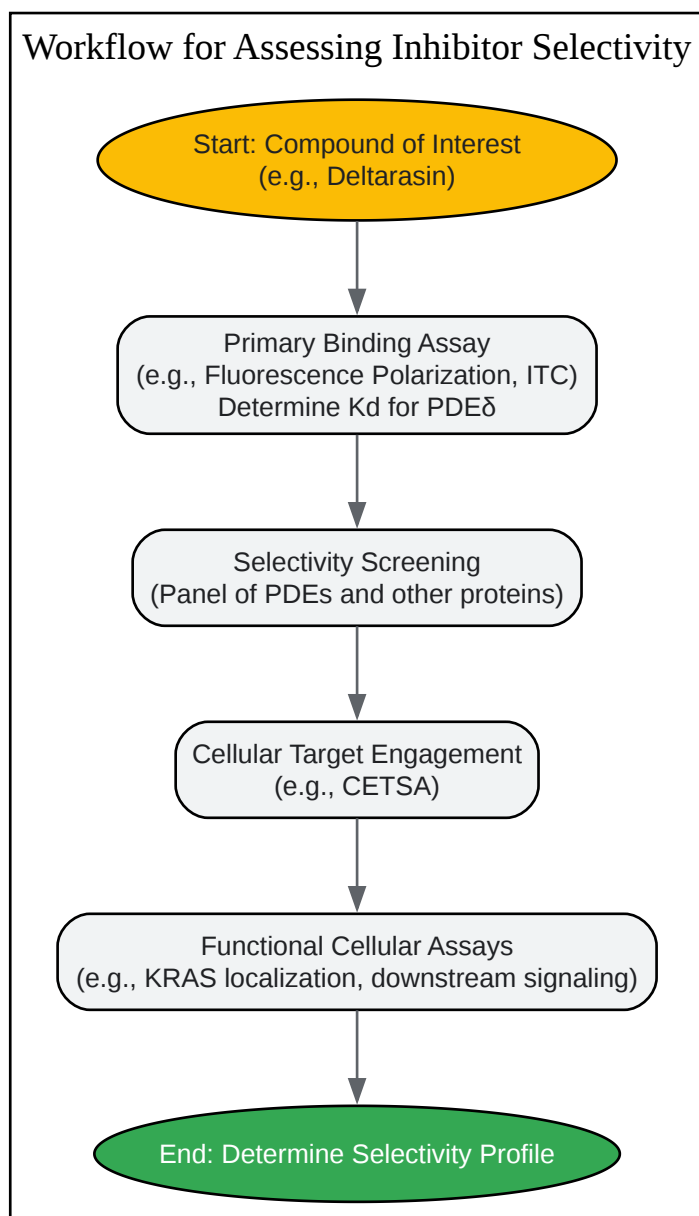 Workflow for Assessing Inhibitor Selectivity
Start: Compound of Interest
(e.g., Deltarasin)
Primary Binding Assay
(e.g., Fluorescence Polarization, ITC)
Determine Kd for PDEδ
Selectivity Screening
(Panel of PDEs and other proteins)
Cellular Target Engagement
(e.g., CETSA)
Functional Cellular Assays
(e.g., KRAS localization, downstream signaling)
End: Determine Selectivity Profile